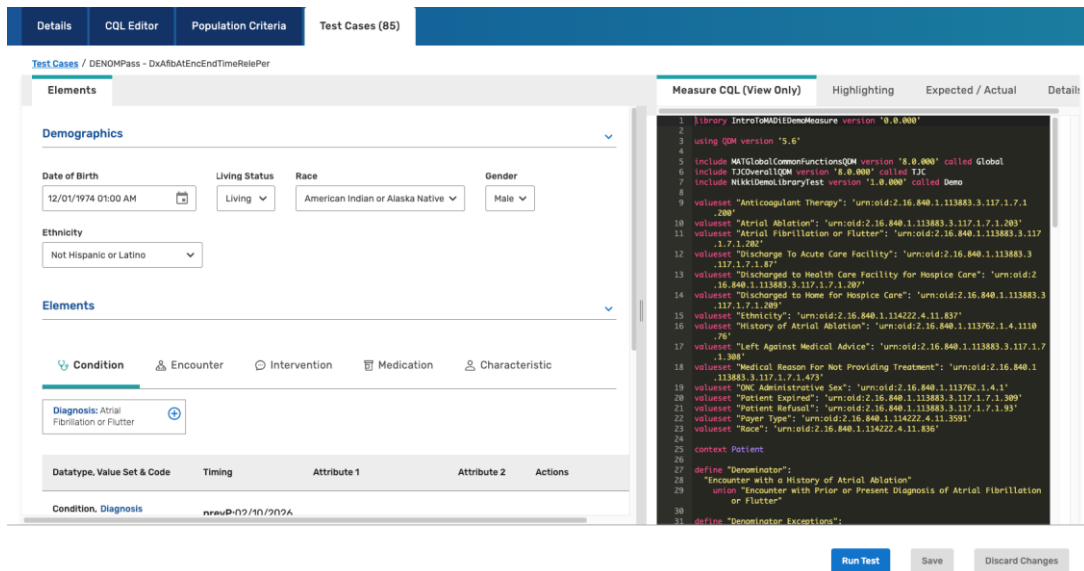 Details CQL Editor Population Criteria Test Cases (85)
Test Cases / DENOMPass - DxAfibAtEncEndTimeRelePer
Elements
Demographics
Date of Birth Living Status Race Gender
12/01/1974 01:00 AM Living American Indian or Alaska Native Male
Ethnicity
Not Hispanic or Latino
Elements
Condition Encounter Intervention Medication Characteristic
Diagnosis: Atrial
Fibrillation or Flutter
Datatype, Value Set & Code Timing Attribute 1 Attribute 2 Actions
Condition, Diagnosis
prevP:02/10/2026
Measure CQL (View Only) Highlighting Expected / Actual Details
1 library IntroToMADiEDemoMeasure version '0.0.000'
2
3 using QDM version '5.6'
4
5 include MATGlobalCommonFunctionsQDM version '8.0.000' called Global
6 include TJCOverallQDM version '8.0.000' called TJC
7 include NikkiDemoLibraryTest version '1.0.000' called Demo
8
9 valueset "Anticoagulant Therapy": 'urn:oid:2.16.840.1.113883.3.117.1.7.1
.200'
10 valueset "Atrial Ablation": 'urn:oid:2.16.840.1.113883.3.117.1.7.1.203'
11 valueset "Atrial Fibrillation or Flutter": 'urn:oid:2.16.840.1.113883.3.117
.1.7.1.202'
12 valueset "Discharge To Acute Care Facility": 'urn:oid:2.16.840.1.113883.3
.117.1.7.1.87'
13 valueset "Discharged to Health Care Facility for Hospice Care": 'urn:oid:2
.16.840.1.113883.3.117.1.7.1.207'
14 valueset "Discharged to Home for Hospice Care": 'urn:oid:2.16.840.1.113883.3
.117.1.7.1.209'
15 valueset "Ethnicity": 'urn:oid:2.16.840.1.114222.4.11.837'
16 valueset "History of Atrial Ablation": 'urn:oid:2.16.840.1.113762.1.4.1110
.76'
17 valueset "Left Against Medical Advice": 'urn:oid:2.16.840.1.113883.3.117.1.7
.1.308'
18 valueset "Medical Reason For Not Providing Treatment": 'urn:oid:2.16.840.1
.113883.3.117.1.7.1.473'
19 valueset "ONC Administrative Sex": 'urn:oid:2.16.840.1.113762.1.4.1'
20 valueset "Patient Expired": 'urn:oid:2.16.840.1.113883.3.117.1.7.1.309'
21 valueset "Patient Refusal": 'urn:oid:2.16.840.1.113883.3.117.1.7.1.93'
22 valueset "Payer Type": 'urn:oid:2.16.840.1.114222.4.11.3591'
23 valueset "Race": 'urn:oid:2.16.840.1.114222.4.11.836'
24
25 context Patient
26
27 define "Denominator":
28 "Encounter with a History of Atrial Ablation"
29 union "Encounter with Prior or Present Diagnosis of Atrial Fibrillation
or Flutter"
30
31 define "Denominator Exceptions":
Run Test Save Discard Changes